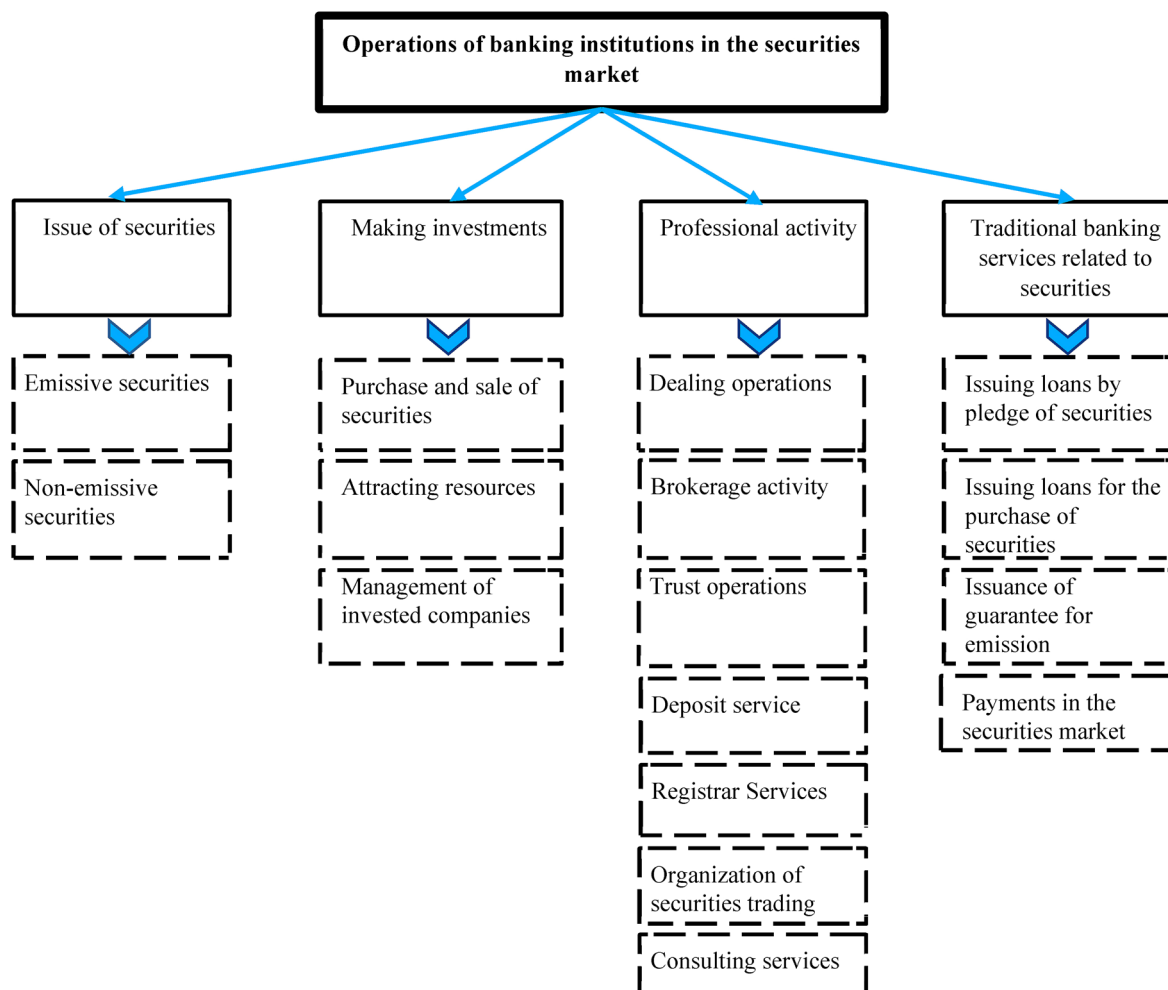 Operations of banking institutions in the securities
market
Issue of securities
Making investments
Professional activity
Traditional banking
services related to
securities
Emissive securities
Non-emissive
securities
Purchase and sale of
securities
Attracting resources
Management of
invested companies
Dealing operations
Brokerage activity
Trust operations
Deposit service
Registrar Services
Organization of
securities trading
Consulting services
Issuing loans by
pledge of securities
Issuing loans for the
purchase of
securities
Issuance of
guarantee for
emission
Payments in the
securities market